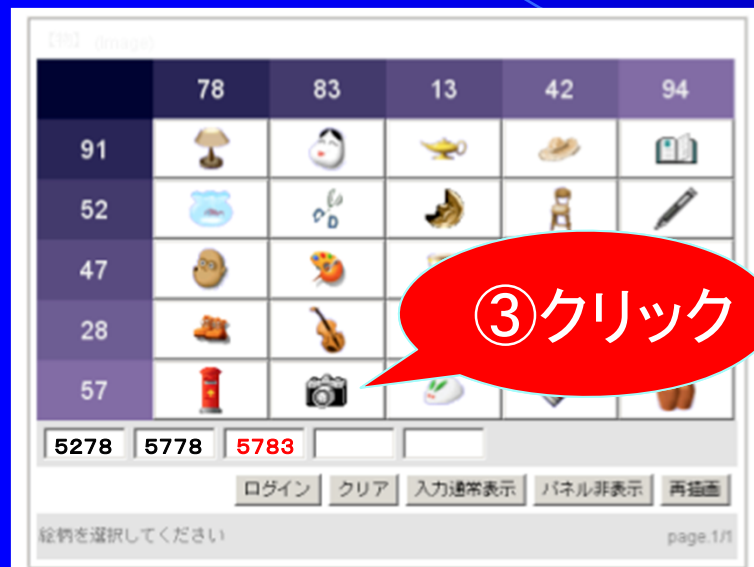 【物】 dmagic
78 83 13 42 94
91
52
47
28
57
③クリック
5278 5778 5783
ログイン クリア 入力通常表示 パネル非表示 再描画
絵柄を選択してください page.1/1